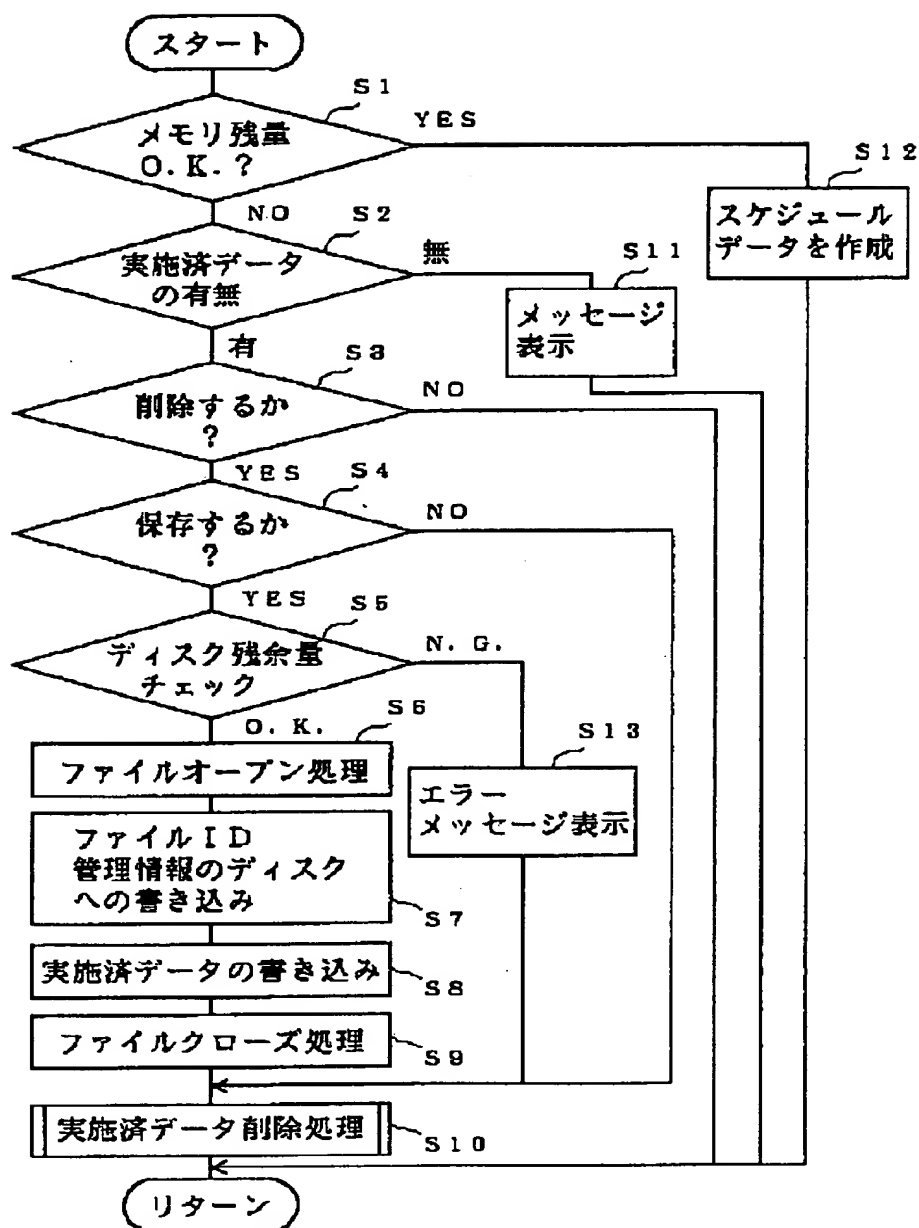 スタート
S1
メモリ残量
O.K.?
YES
NO
S12
スケジュール
データを作成
S2
実施済データ
の有無
無
有
S11
メッセージ
表示
S3
削除するか
?
NO
YES
S4
保存するか
?
NO
YES
S5
ディスク残余量
チェック
N.G.
O.K.
S6
ファイルオープン処理
S13
エラー
メッセージ表示
ファイルID
管理情報のディスク
への書き込み
S7
実施済データの書き込み
S8
ファイルクローズ処理
S9
実施済データ削除処理
S10
リターン